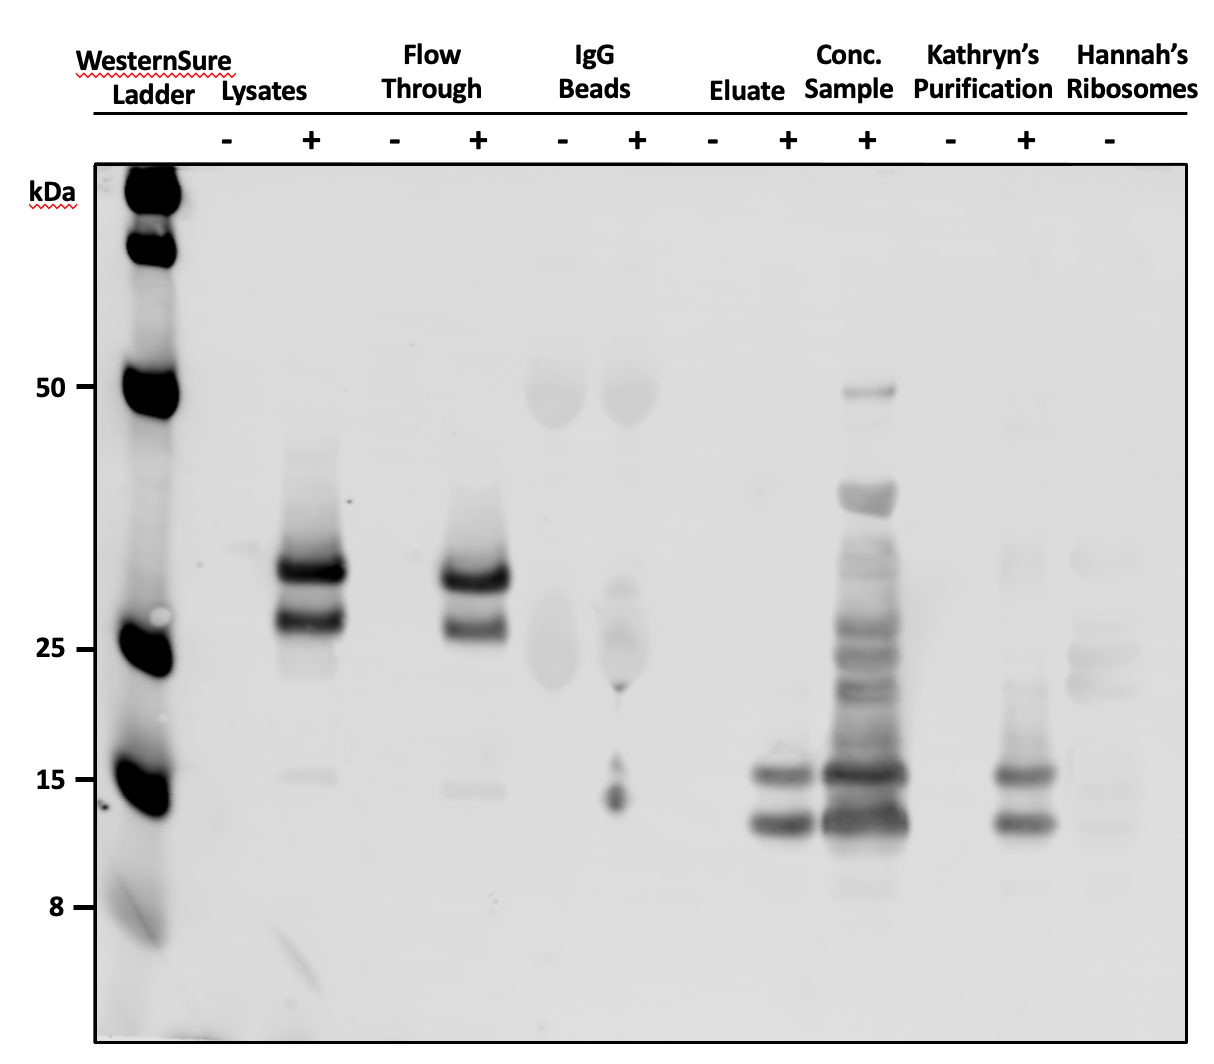 WesternSure
Ladder
Lysates
Flow
Through
IgG
Beads
Eluate
Conc.
Sample
Kathryn's
Purification
Hannah's
Ribosomes
- + - + - + - + + - + -
kDa
50
25
15
8